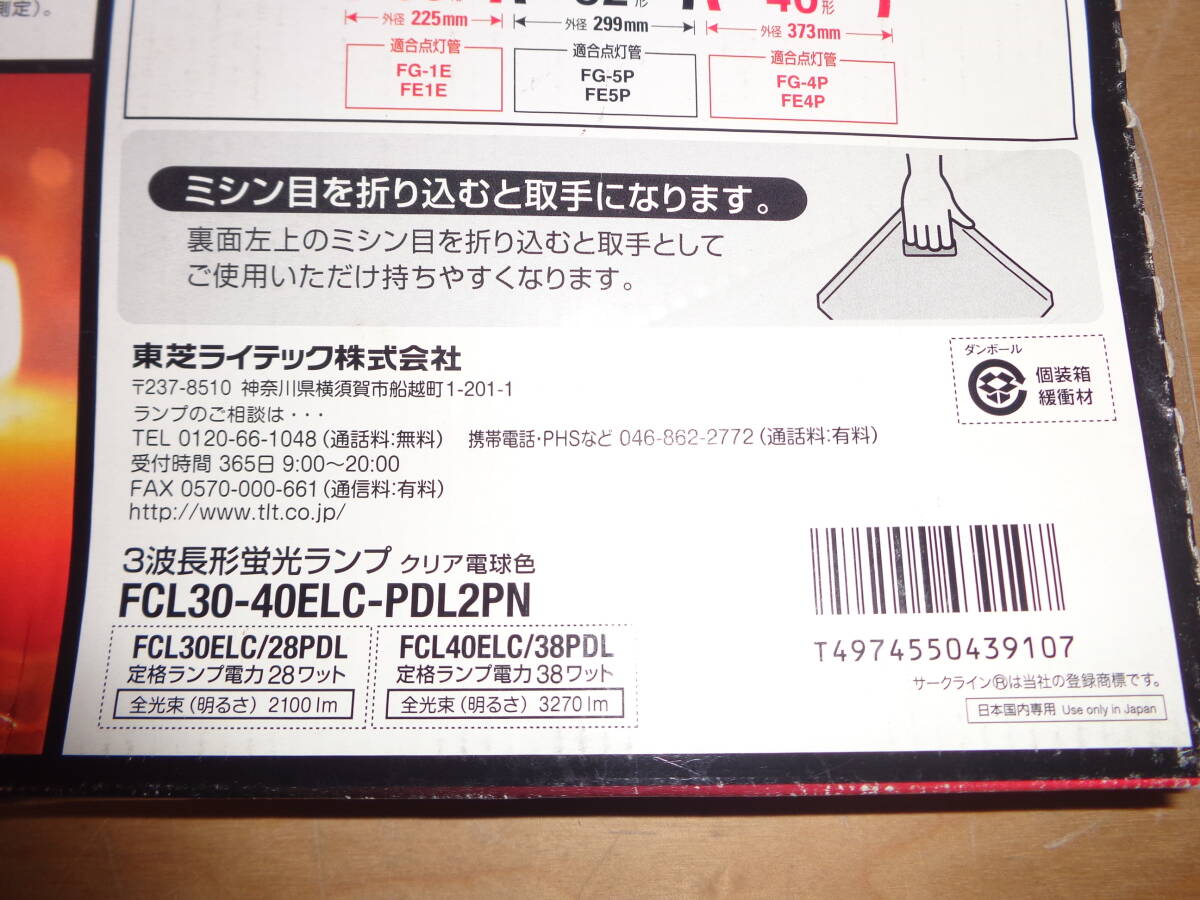 測定)。
形 32形 40形
外径 225mm 外径 299mm 外径 373mm
適合点灯管 適合点灯管 適合点灯管
FG-1E FG-5P FG-4P
FE1E FE5P FE4P
ミシン目を折り込むと取手になります。
裏面左上のミシン目を折り込むと取手として
ご使用いただけ持ちやすくなります。
東芝ライテック株式会社
〒237-8510 神奈川県横須賀市船越町1-201-1
ランプのご相談は・・・
TEL 0120-66-1048(通話料:無料) 携帯電話・PHSなど 046-862-2772(通話料:有料)
受付時間 365日 9:00〜20:00
FAX 0570-000-661(通信料:有料)
http://www.tlt.co.jp/
ダンボール
個装箱
緩衝材
3波長形蛍光ランプ クリア電球色
FCL30-40ELC-PDL2PN
FCL30ELC/28PDL FCL40ELC/38PDL
定格ランプ電力28ワット 定格ランプ電力38ワット
全光束(明るさ) 2100lm 全光束(明るさ) 3270lm
T4974550439107
サークライン®は当社の登録商標です。
日本国内専用 Use only in Japan